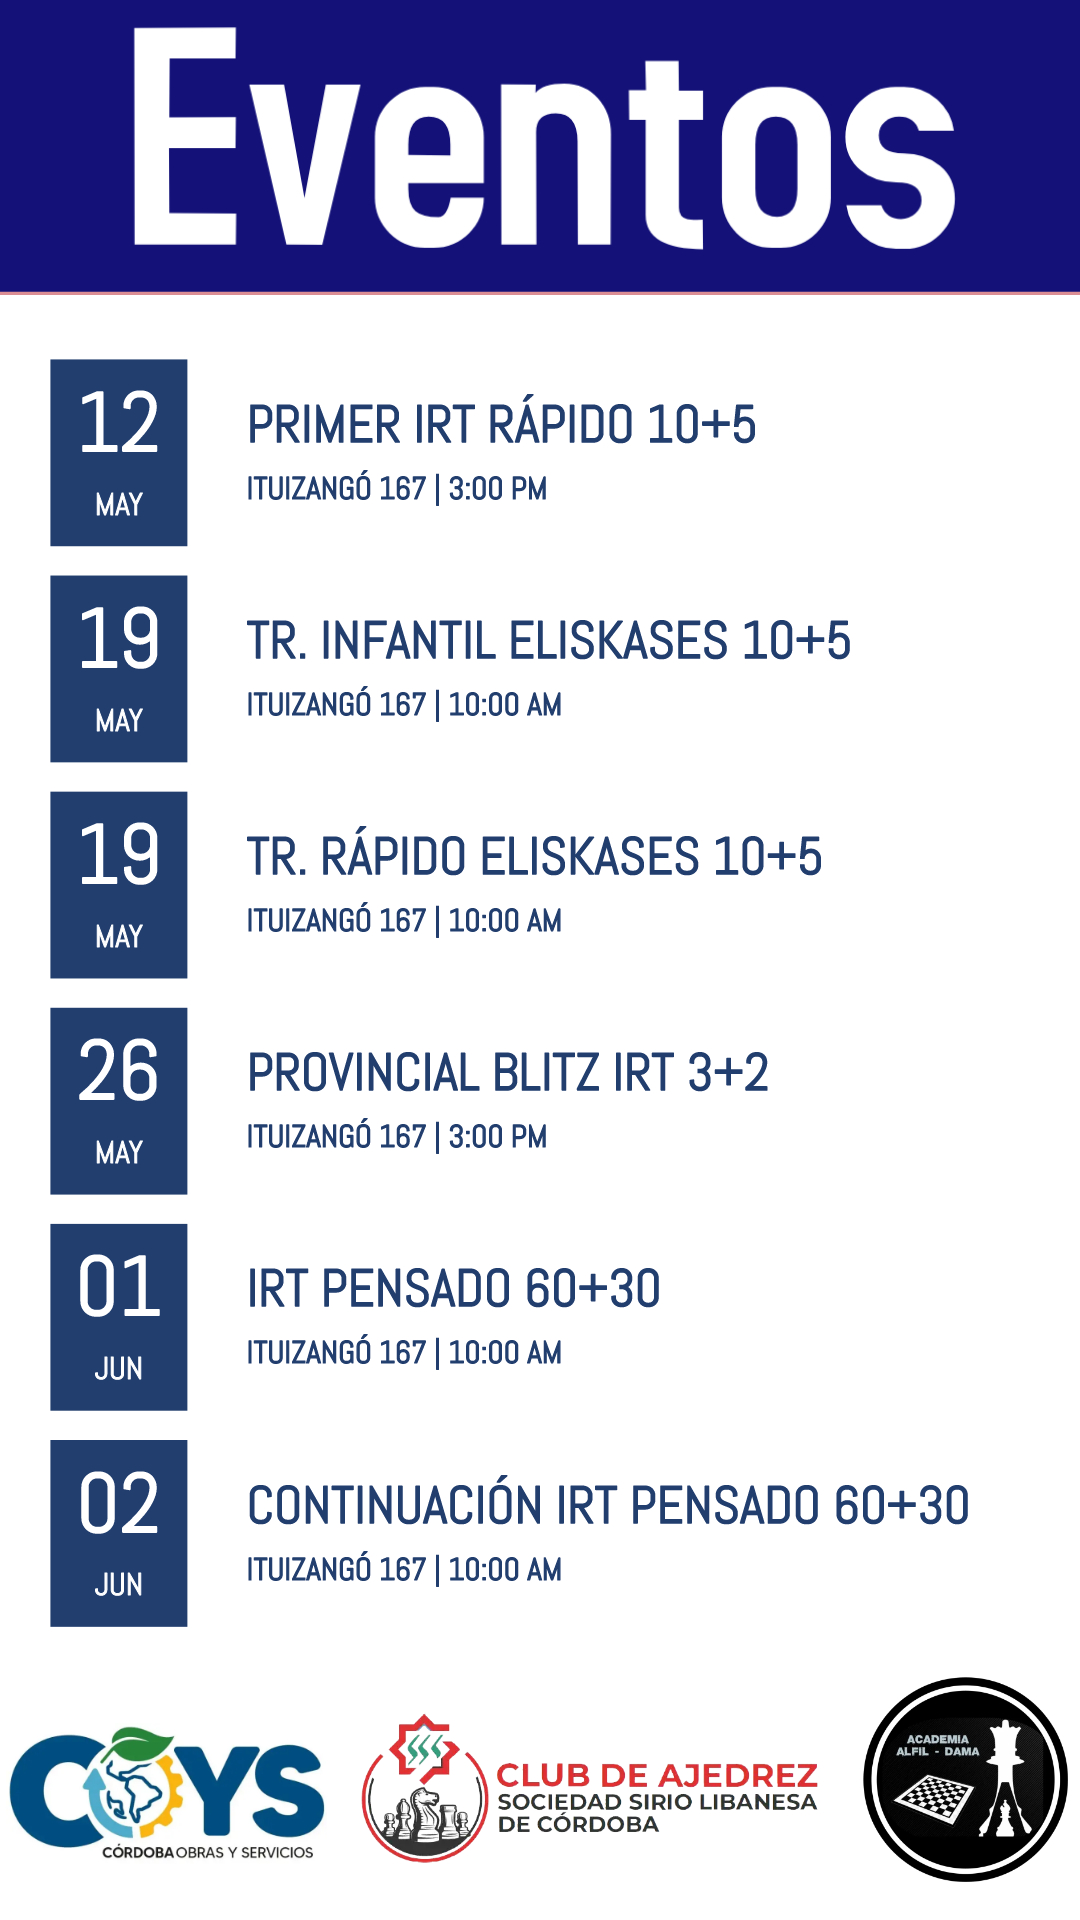 Eventos
12
MAY
PRIMER IRT RÁPIDO 10+5
ITUIZANGÓ 167 | 3:00 PM
19
MAY
TR. INFANTIL ELISKASES 10+5
ITUIZANGÓ 167 | 10:00 AM
19
MAY
TR. RÁPIDO ELISKASES 10+5
ITUIZANGÓ 167 | 10:00 AM
26
MAY
PROVINCIAL BLITZ IRT 3+2
ITUIZANGÓ 167 | 3:00 PM
01
JUN
IRT PENSADO 60+30
ITUIZANGÓ 167 | 10:00 AM
02
JUN
CONTINUACIÓN IRT PENSADO 60+30
ITUIZANGÓ 167 | 10:00 AM
COYS
CÓRDOBA OBRAS Y SERVICIOS
CLUB DE AJEDREZ
SOCIEDAD SIRIO LIBANESA
DE CÓRDOBA
ACADEMIA
ALFIL - DAMA